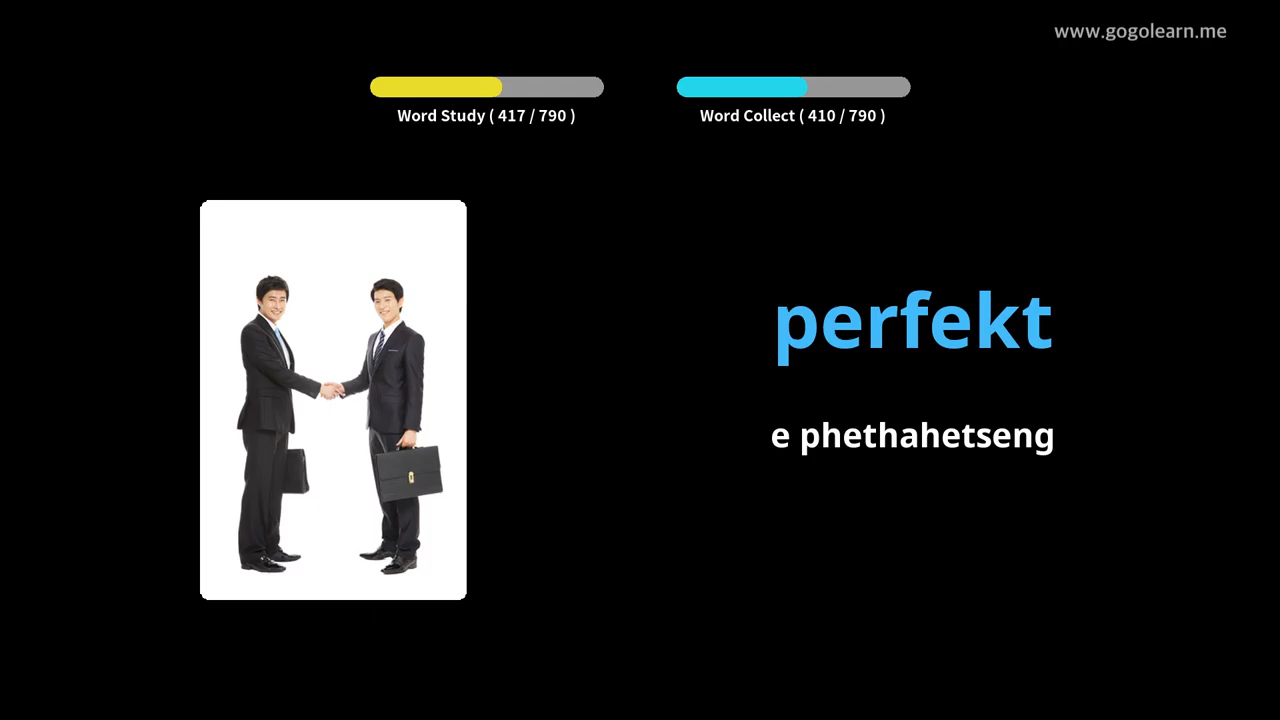 www.gogolearn.me
Word Study ( 417 / 790 )
Word Collect ( 410 / 790 )
perfekt
e phethahetseng